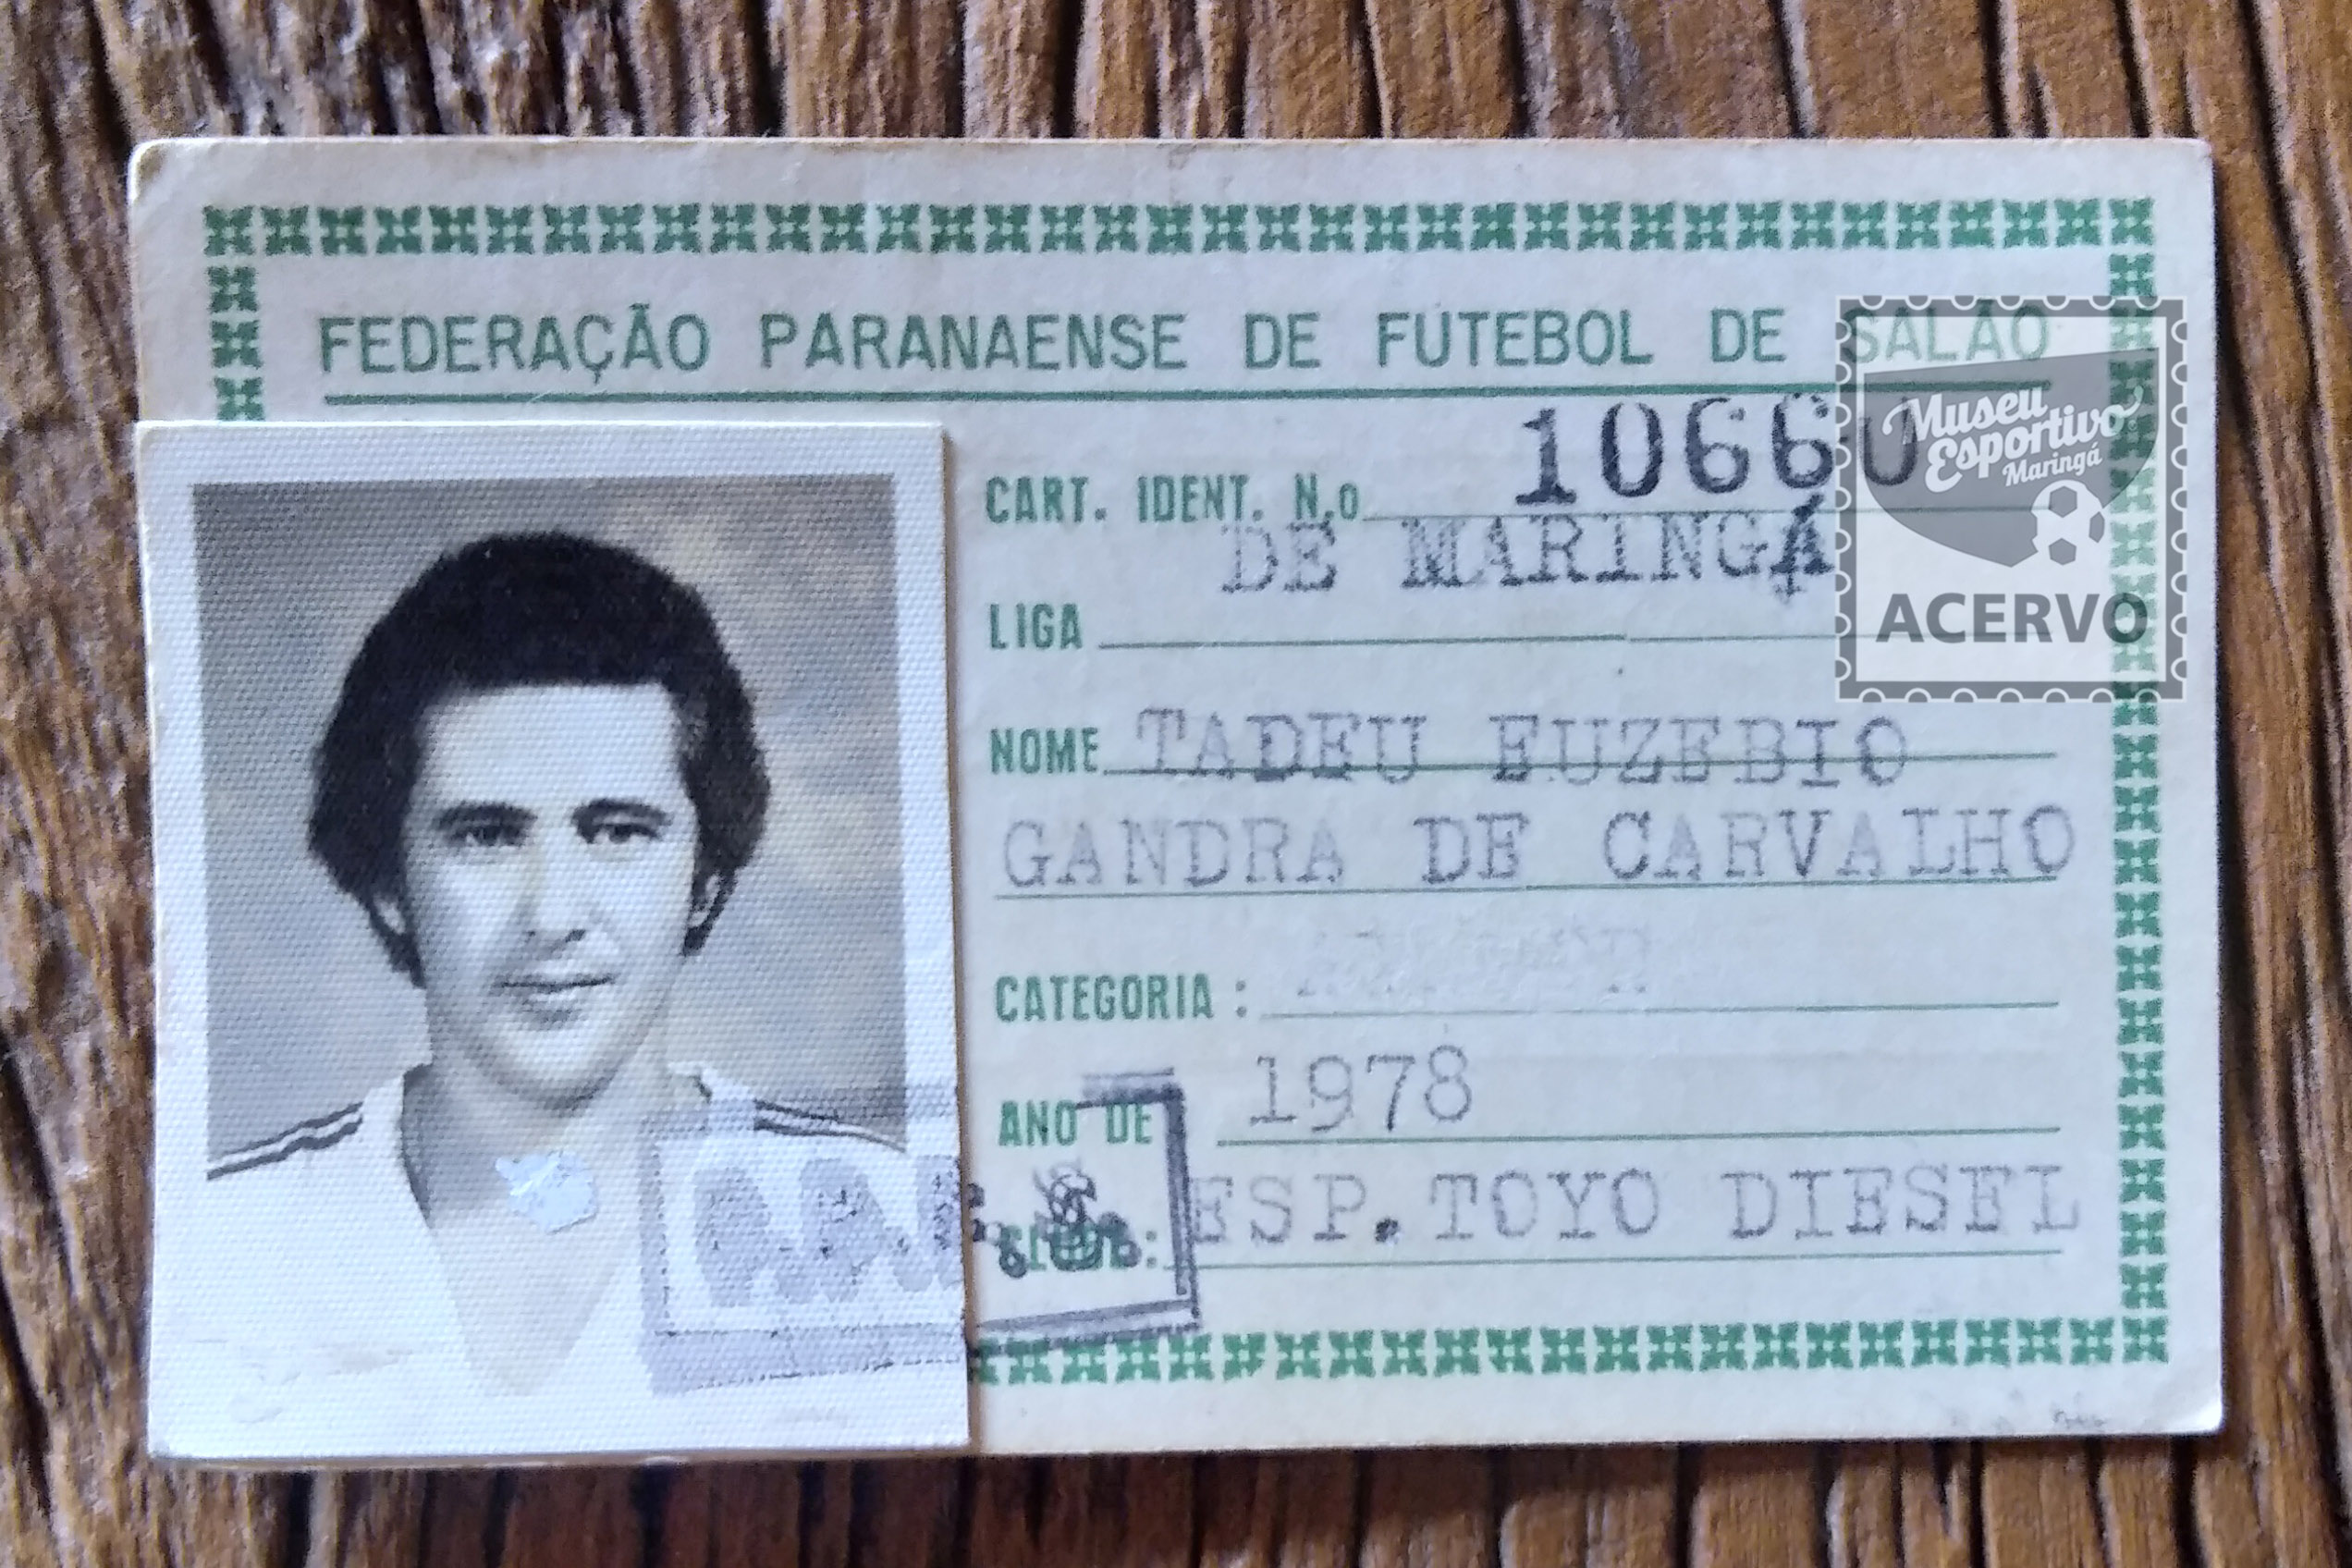 FEDERAÇÃO PARANAENSE DE FUTEBOL DE SALÃO
CART. IDENT. N.o 10660
DE MARINGÁ
LIGA
NOME TADEU EUZEBIO
GANDRA DE CARVALHO
CATEGORIA :
ANO DE 1978
CLUBE: ESP. TOYO DIESEL
Museu
Esportivo
Maringá
ACERVO